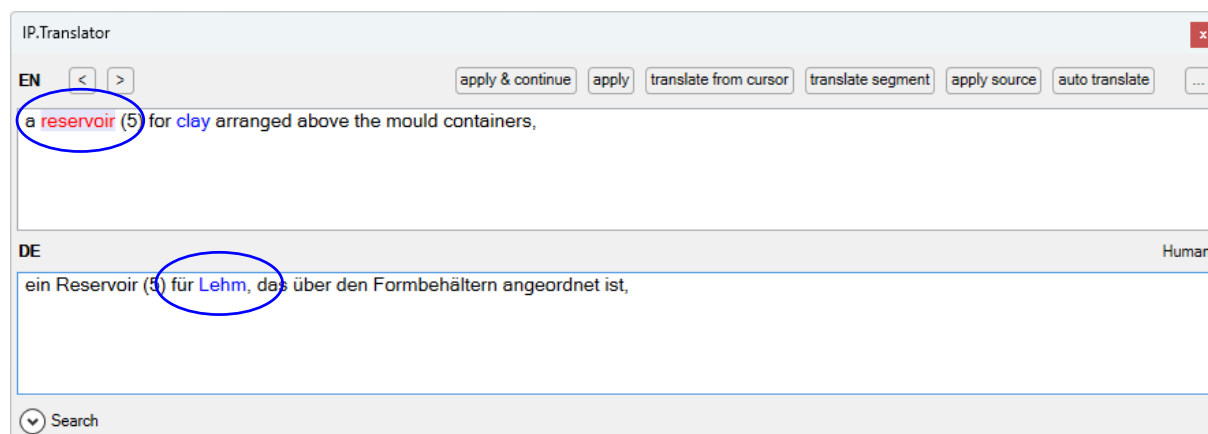 IP.Translator x
EN < > apply & continue apply translate from cursor translate segment apply source auto translate ...
a reservoir (5) for clay arranged above the mould containers,
DE Human
ein Reservoir (5) für Lehm, das über den Formbehältern angeordnet ist,
Search